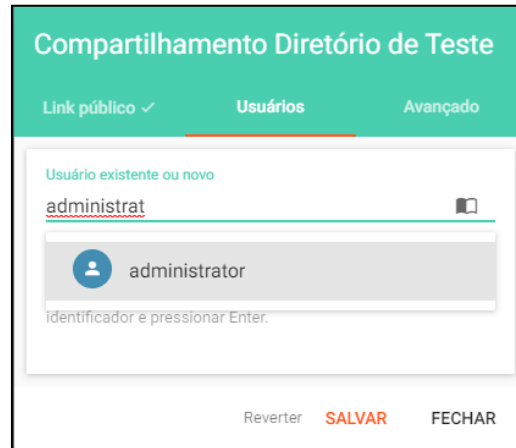 Compartilhamento Diretório de Teste
Link público ✓ Usuários Avançado
Usuário existente ou novo
administrat
administrator
identificador e pressionar Enter.
Reverter SALVAR FECHAR